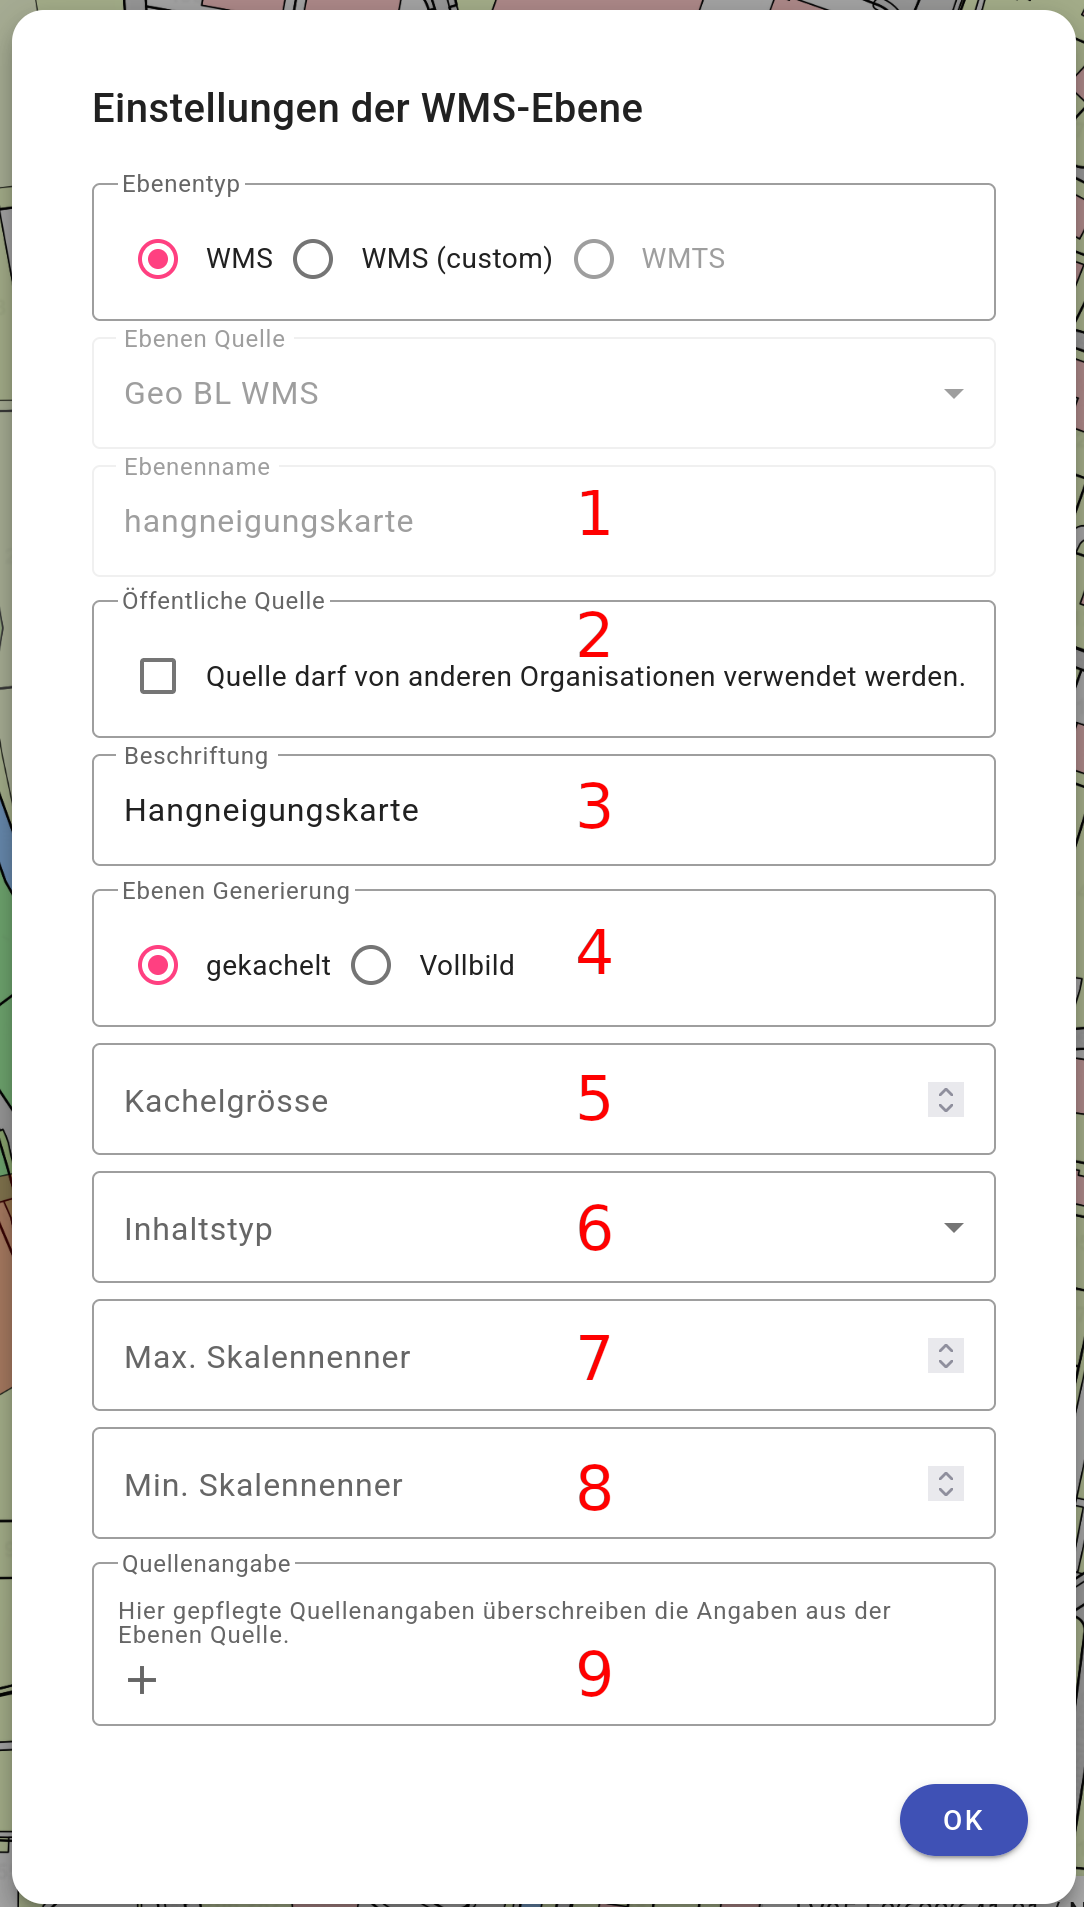 Einstellungen der WMS-Ebene
Ebenentyp
WMS WMS (custom) WMTS
Ebenen Quelle
Geo BL WMS
Ebenenname
hangneigungskarte 1
Öffentliche Quelle
2
Quelle darf von anderen Organisationen verwendet werden.
Beschriftung
Hangneigungskarte 3
Ebenen Generierung
gekachelt Vollbild 4
Kachelgrösse 5
Inhaltstyp 6
Max. Skalennenner 7
Min. Skalennenner 8
Quellenangabe
Hier gepflegte Quellenangaben überschreiben die Angaben aus der
Ebenen Quelle.
+ 9
OK